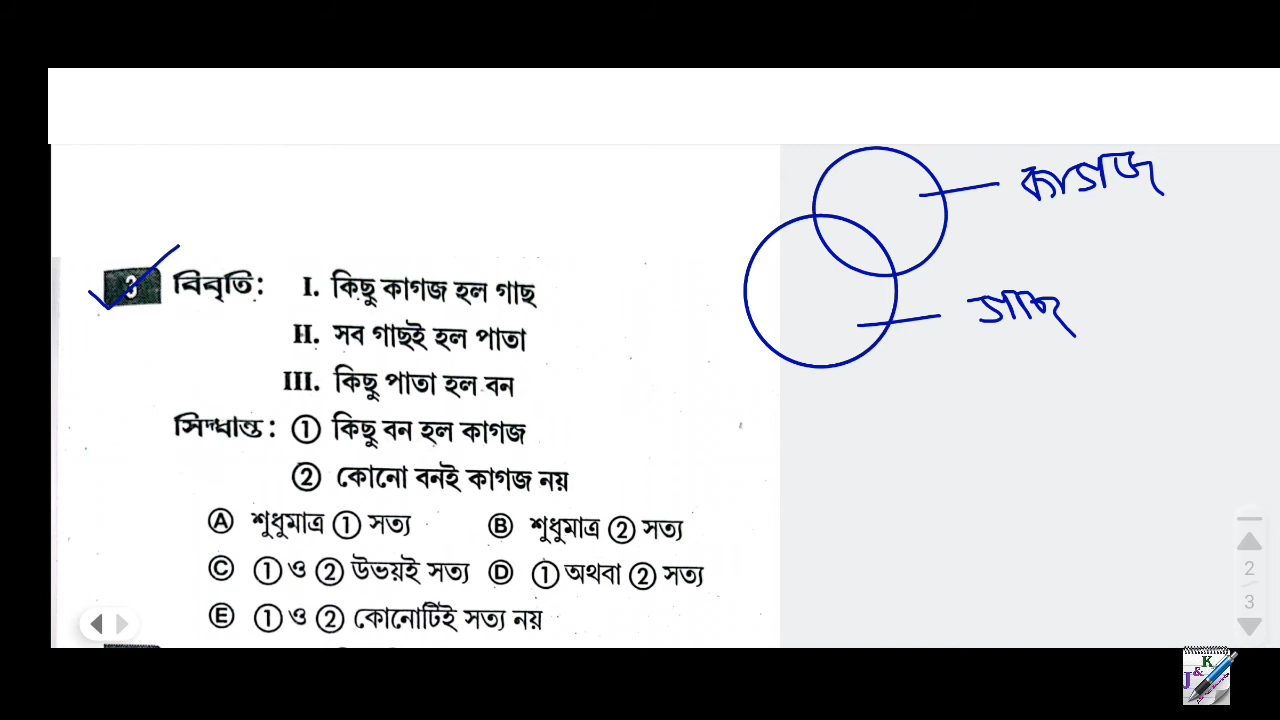 কাগজ
গাছ
3 বিবৃতি: I. কিছু কাগজ হল গাছ
II. সব গাছই হল পাতা
III. কিছু পাতা হল বন
সিদ্ধান্ত: ① কিছু বন হল কাগজ
② কোনো বনই কাগজ নয়
Ⓐ শুধুমাত্র ① সত্য Ⓑ শুধুমাত্র ② সত্য
Ⓒ ① ও ② উভয়ই সত্য Ⓓ ① অথবা ② সত্য
Ⓔ ① ও ② কোনোটিই সত্য নয়
2
3
J & K